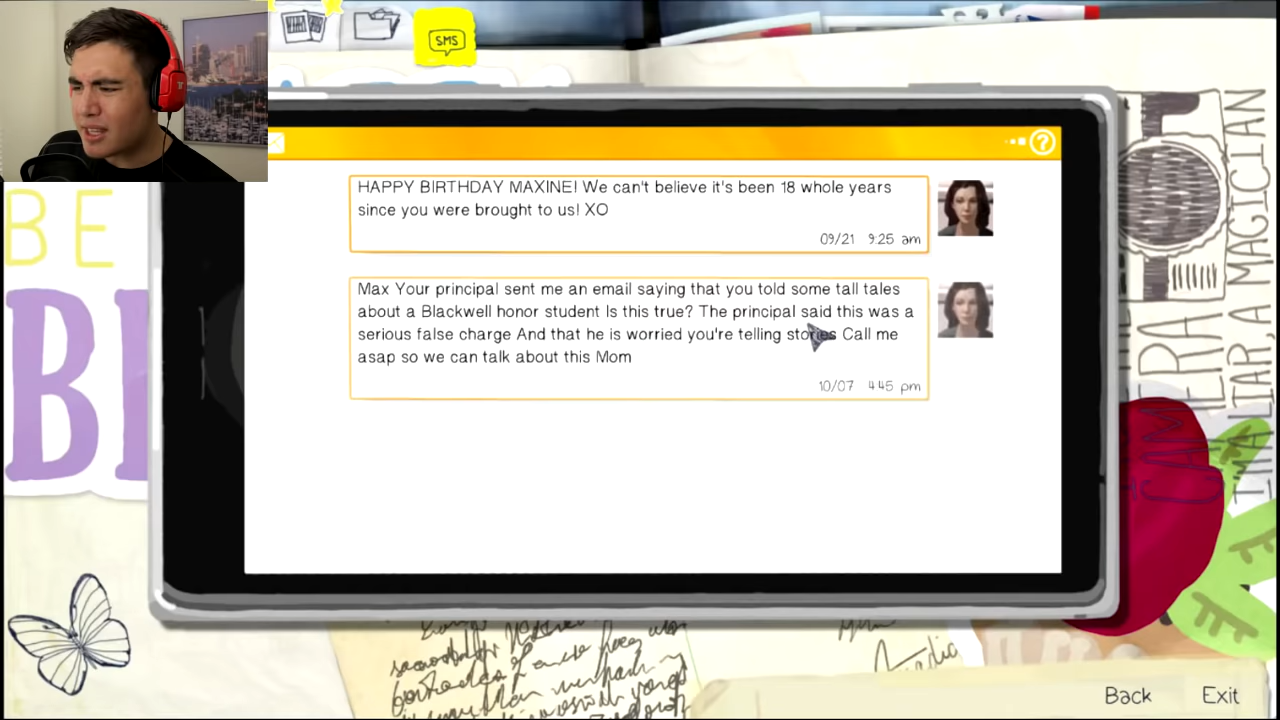 SMS
?
HAPPY BIRTHDAY MAXINE! We can't believe it's been 18 whole years
since you were brought to us! XO
09/21 9:25 am
Max Your principal sent me an email saying that you told some tall tales
about a Blackwell honor student Is this true? The principal said this was a
serious false charge And that he is worried you're telling stories Call me
asap so we can talk about this Mom
10/07 4:45 pm
BE
CAMERA
MAGICIAN
Back
Exit